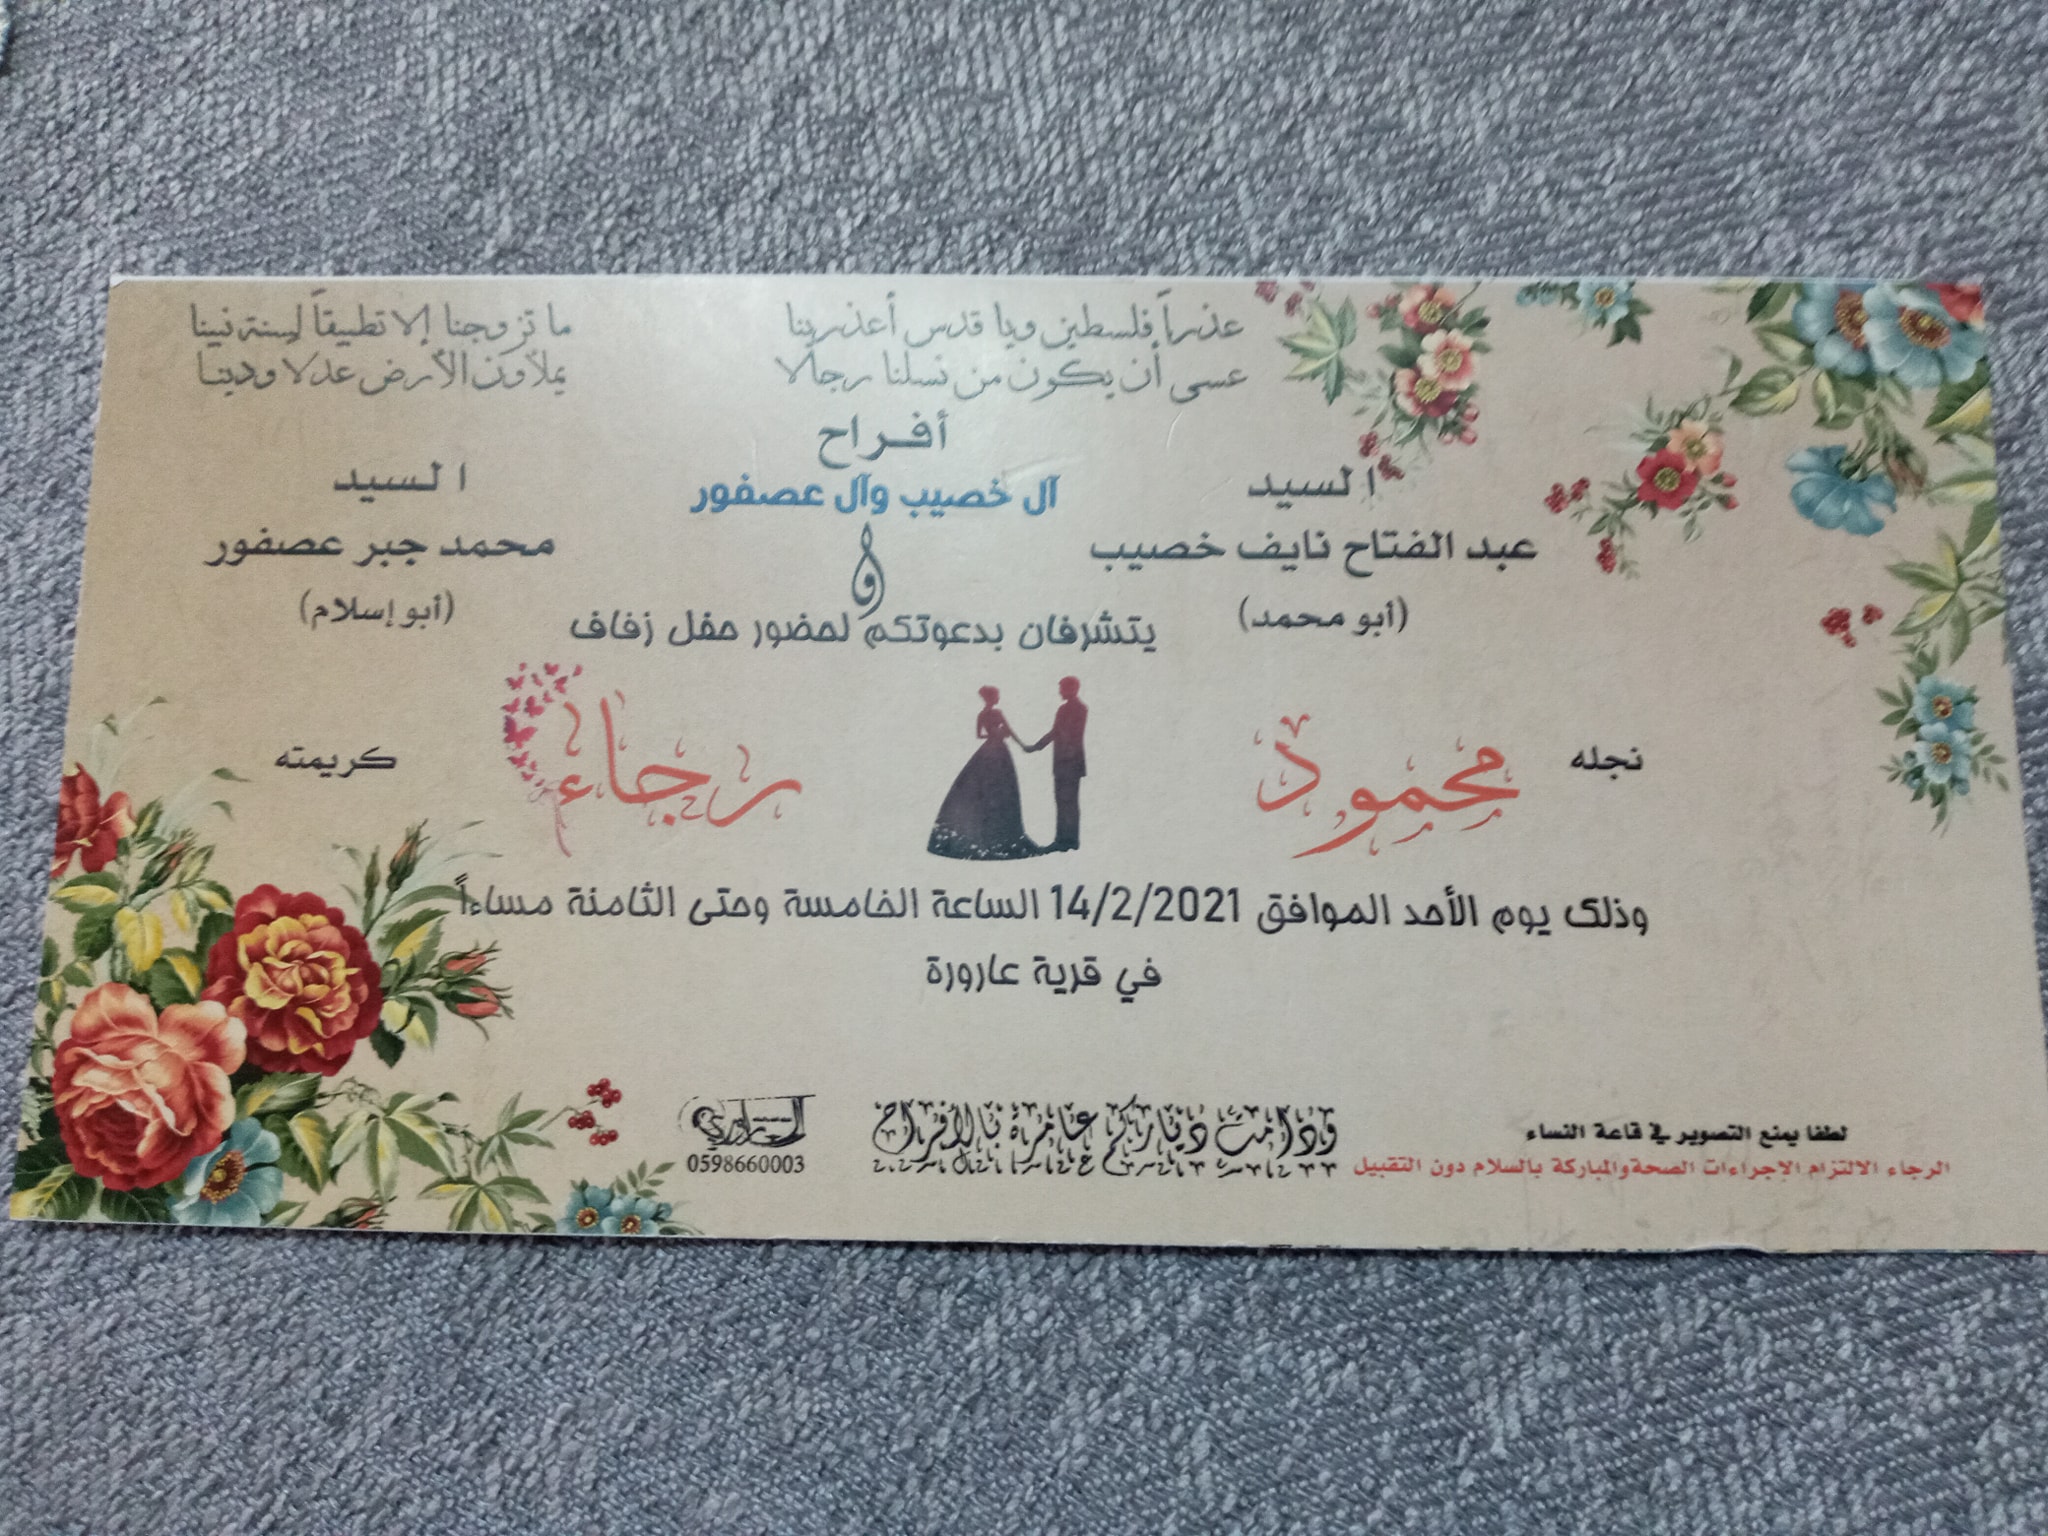 عذراً فلسطين ويا قدس أعذرينا ما تزوجنا إلا تطبيقاً لسنة نبينا
عسى أن يكون من نسلنا رجالا يملأون الأرض عدلا ودينا
أفراح
آل خصيب وآل عصفور
السيد
عبد الفتاح نايف خصيب
(أبو محمد)
و
السيد
محمد جبر عصفور
(أبو إسلام)
يتشرفان بدعوتكم لحضور حفل زفاف
نجله محمود
رجاء كريمته
وذلك يوم الأحد الموافق 14/2/2021 الساعة الخامسة وحتى الثامنة مساءاً
في قرية عارورة
لطفا يمنع التصوير في قاعة النساء
الرجاء الالتزام الإجراءات الصحة والمباركة بالسلام دون التقبيل
ودامت دياركم عامرة بالأفراح
0598660003